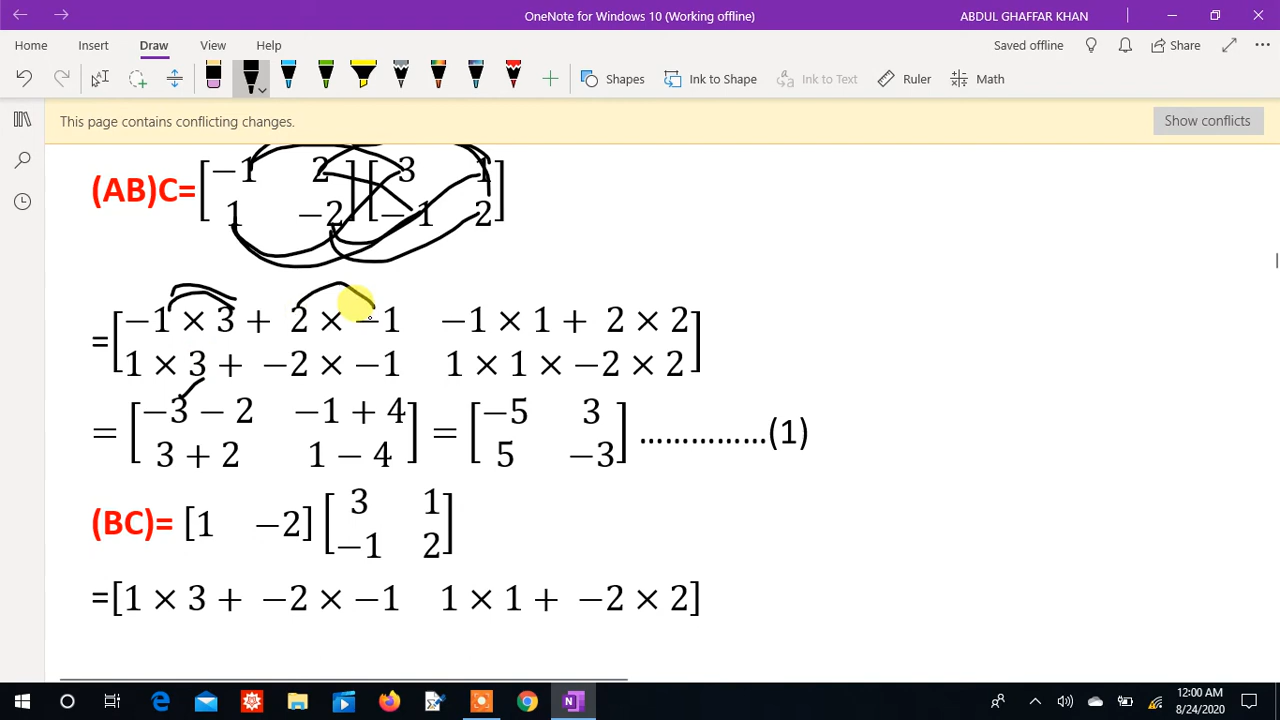 OneNote for Windows 10 (Working offline) ABDUL GHAFFAR KHAN
Home Insert Draw View Help Saved offline Share
Shapes Ink to Shape Ink to Text Ruler Math
This page contains conflicting changes. Show conflicts
(AB)C= [−1 2] [3 1]
[1 −2] [−1 2]
= [−1 × 3 + 2 × −1 −1 × 1 + 2 × 2]
[1 × 3 + −2 × −1 1 × 1 × −2 × 2]
= [−3 − 2 −1 + 4] = [−5 3] ……………(1)
[3 + 2 1 − 4] [5 −3]
(BC)= [1 −2] [3 1]
[−1 2]
=[1 × 3 + −2 × −1 1 × 1 + −2 × 2]
12:00 AM
8/24/2020